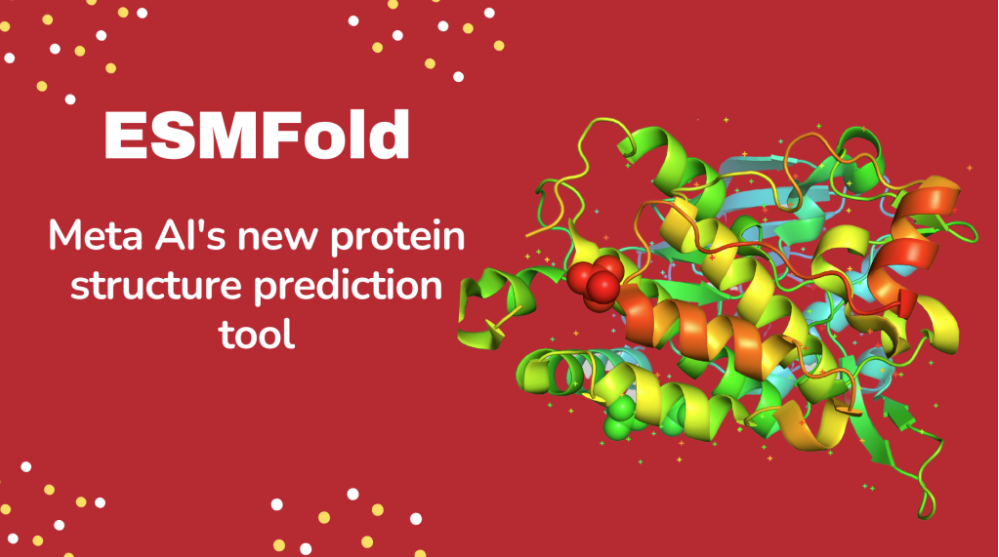 ESMFold
Meta AI's new protein
structure prediction
tool